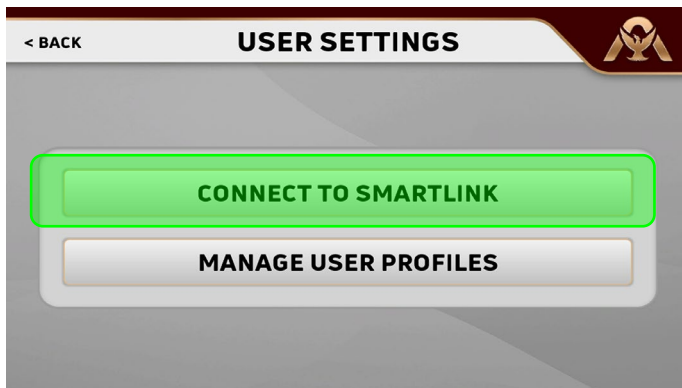 < BACK
USER SETTINGS
CONNECT TO SMARTLINK
MANAGE USER PROFILES